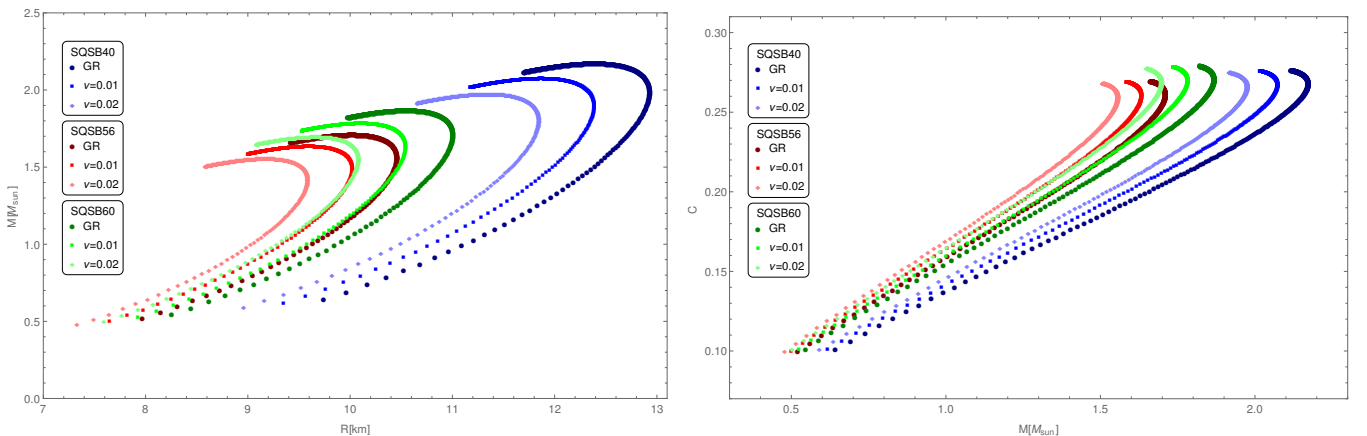 2.5
2.0
1.5
1.0
0.5
0.0
M[M_sun]
SQSB40
GR
ν=0.01
ν=0.02
SQSB56
GR
ν=0.01
ν=0.02
SQSB60
GR
ν=0.01
ν=0.02
7 8 9 10 11 12 13
R[km]
0.30
0.25
0.20
0.15
0.10
C
SQSB40
GR
ν=0.01
ν=0.02
SQSB56
GR
ν=0.01
ν=0.02
SQSB60
GR
ν=0.01
ν=0.02
0.5 1.0 1.5 2.0
M[M_sun]